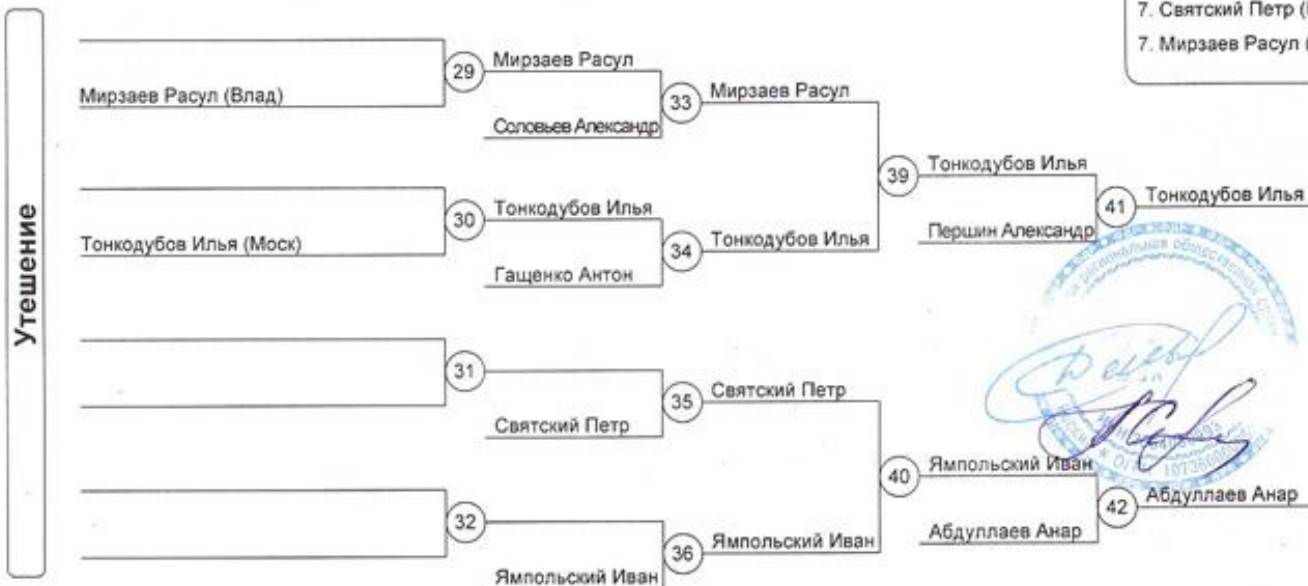 7. Святский Петр (
7. Мирзаев Расул (
Утешение
29
Мирзаев Расул
Мирзаев Расул (Влад)
33
Мирзаев Расул
Соловьев Александр
39
Тонкодубов Илья
30
Тонкодубов Илья
41
Тонкодубов Илья
Тонкодубов Илья (Моск)
34
Тонкодубов Илья
Першин Александр
Гащенко Антон
31
35
Святский Петр
Святский Петр
40
Ямпольский Иван
32
42
Абдуллаев Анар
36
Ямпольский Иван
Абдуллаев Анар
Ямпольский Иван
региональная общественная